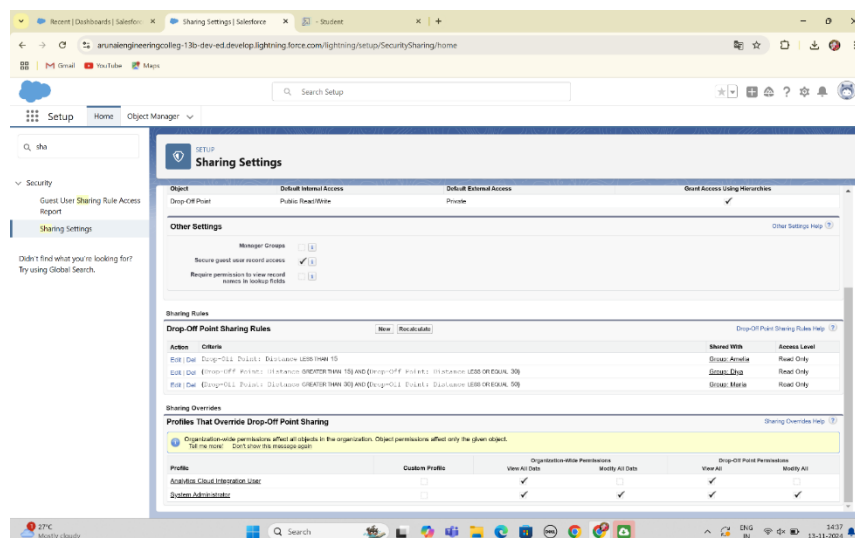 Recent | Dashboards | Salesforc
Sharing Settings | Salesforce
- Student
arunaiengineeringcolleg-13b-dev-ed.develop.lightning.force.com/lightning/setup/SecuritySharing/home
Gmail YouTube Maps
Search Setup
Setup Home Object Manager
sha
Security
Guest User Sharing Rule Access
Report
Sharing Settings
Didn't find what you're looking for?
Try using Global Search.
SETUP
Sharing Settings
Object Default Internal Access Default External Access Grant Access Using Hierarchies
Drop-Off Point Public Read/Write Private
Other Settings Other Settings Help
Manager Groups
Secure guest user record access
Require permission to view record
names in lookup fields
Sharing Rules
Drop-Off Point Sharing Rules New Recalculate Drop-Off Point Sharing Rules Help
Action Criteria Shared With Access Level
Edit | Del Drop-Off Point: Distance LESS THAN 15 Group: Amelia Read Only
Edit | Del (Drop-Off Point: Distance GREATER THAN 15) AND (Drop-Off Point: Distance LESS OR EQUAL 30) Group: Diya Read Only
Edit | Del (Drop-Off Point: Distance GREATER THAN 30) AND (Drop-Off Point: Distance LESS OR EQUAL 50) Group: Maria Read Only
Sharing Overrides
Profiles That Override Drop-Off Point Sharing Sharing Overrides Help
Organization-wide permissions affect all objects in the organization. Object permissions affect only the given object.
Tell me more! Don't show this message again
Organization-Wide Permissions Drop-Off Point Permissions
Profile Custom Profile View All Data Modify All Data View All Modify All
Analytics Cloud Integration User
System Administrator
27°C
Mostly cloudy
Search
ENG
IN
14:37
13-11-2024